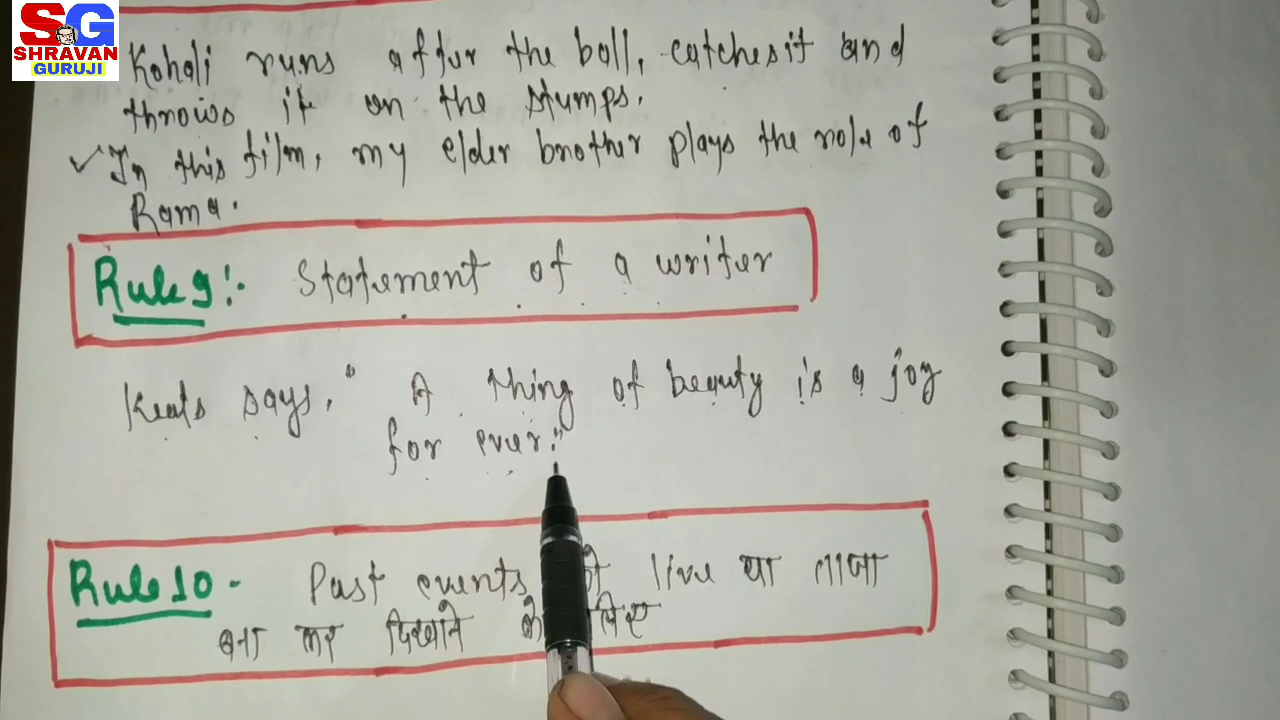 SG
SHRAVAN
GURUJI
Kohali runs after the ball, catches it and
throws it on the stumps.
✓ In this film, my elder brother plays the role of
Rama.
Rule 9:- Statement of a writer
Keats says, " A thing of beauty is a joy
for ever."
Rule 10 - Past events को live या ताजा
बना कर दिखाने के लिए